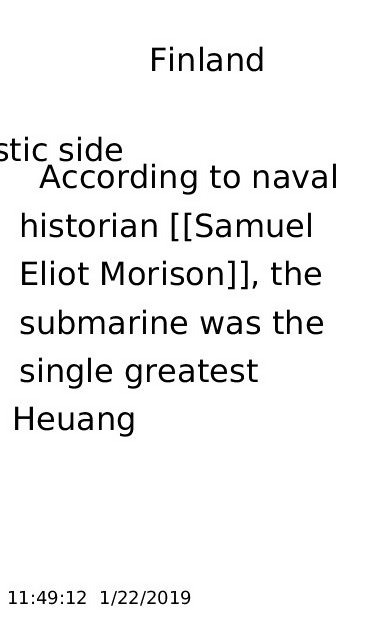 Finland
stic side
According to naval
historian [[Samuel
Eliot Morison]], the
submarine was the
single greatest
Heuang
11:49:12  1/22/2019